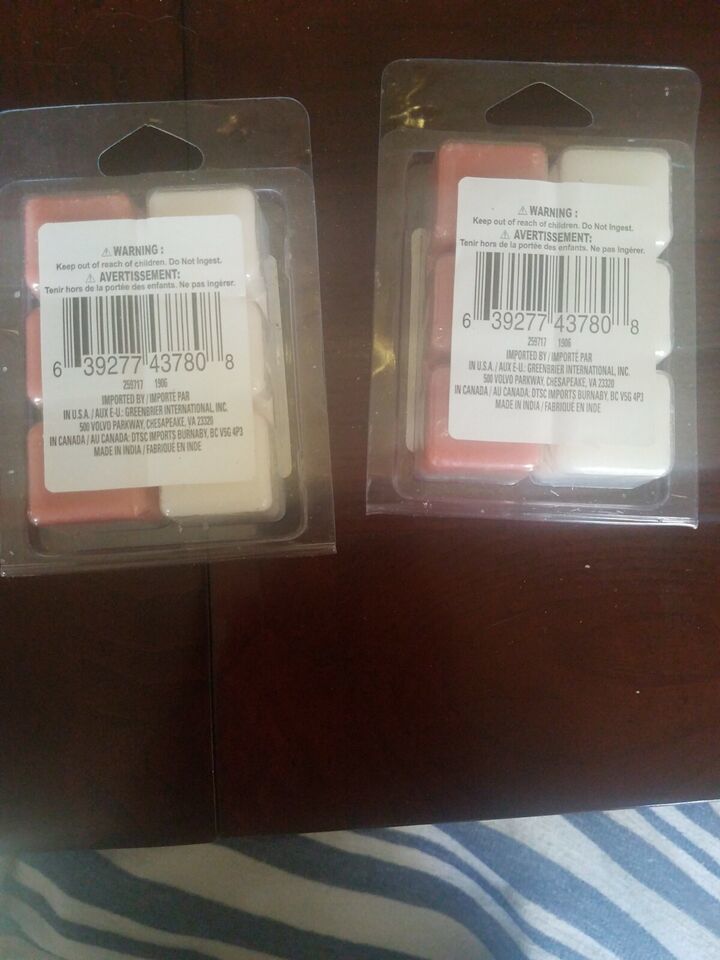 ⚠ WARNING :
Keep out of reach of children. Do Not Ingest.
⚠ AVERTISSEMENT:
Tenir hors de la portée des enfants. Ne pas ingérer.
6 39277 43780 8
259717 1906
IMPORTED BY / IMPORTÉ PAR
IN U.S.A. / AUX E-U.: GREENBRIER INTERNATIONAL, INC.
500 VOLVO PARKWAY, CHESAPEAKE, VA 23320
IN CANADA / AU CANADA: DTSC IMPORTS BURNABY, BC V5G 4P3
MADE IN INDIA / FABRIQUÉ EN INDE
⚠ WARNING :
Keep out of reach of children. Do Not Ingest.
⚠ AVERTISSEMENT:
Tenir hors de la portée des enfants. Ne pas ingérer.
6 39277 43780 8
259717 1906
IMPORTED BY / IMPORTÉ PAR
IN U.S.A. / AUX E-U.: GREENBRIER INTERNATIONAL, INC.
500 VOLVO PARKWAY, CHESAPEAKE, VA 23320
IN CANADA / AU CANADA: DTSC IMPORTS BURNABY, BC V5G 4P3
MADE IN INDIA / FABRIQUÉ EN INDE